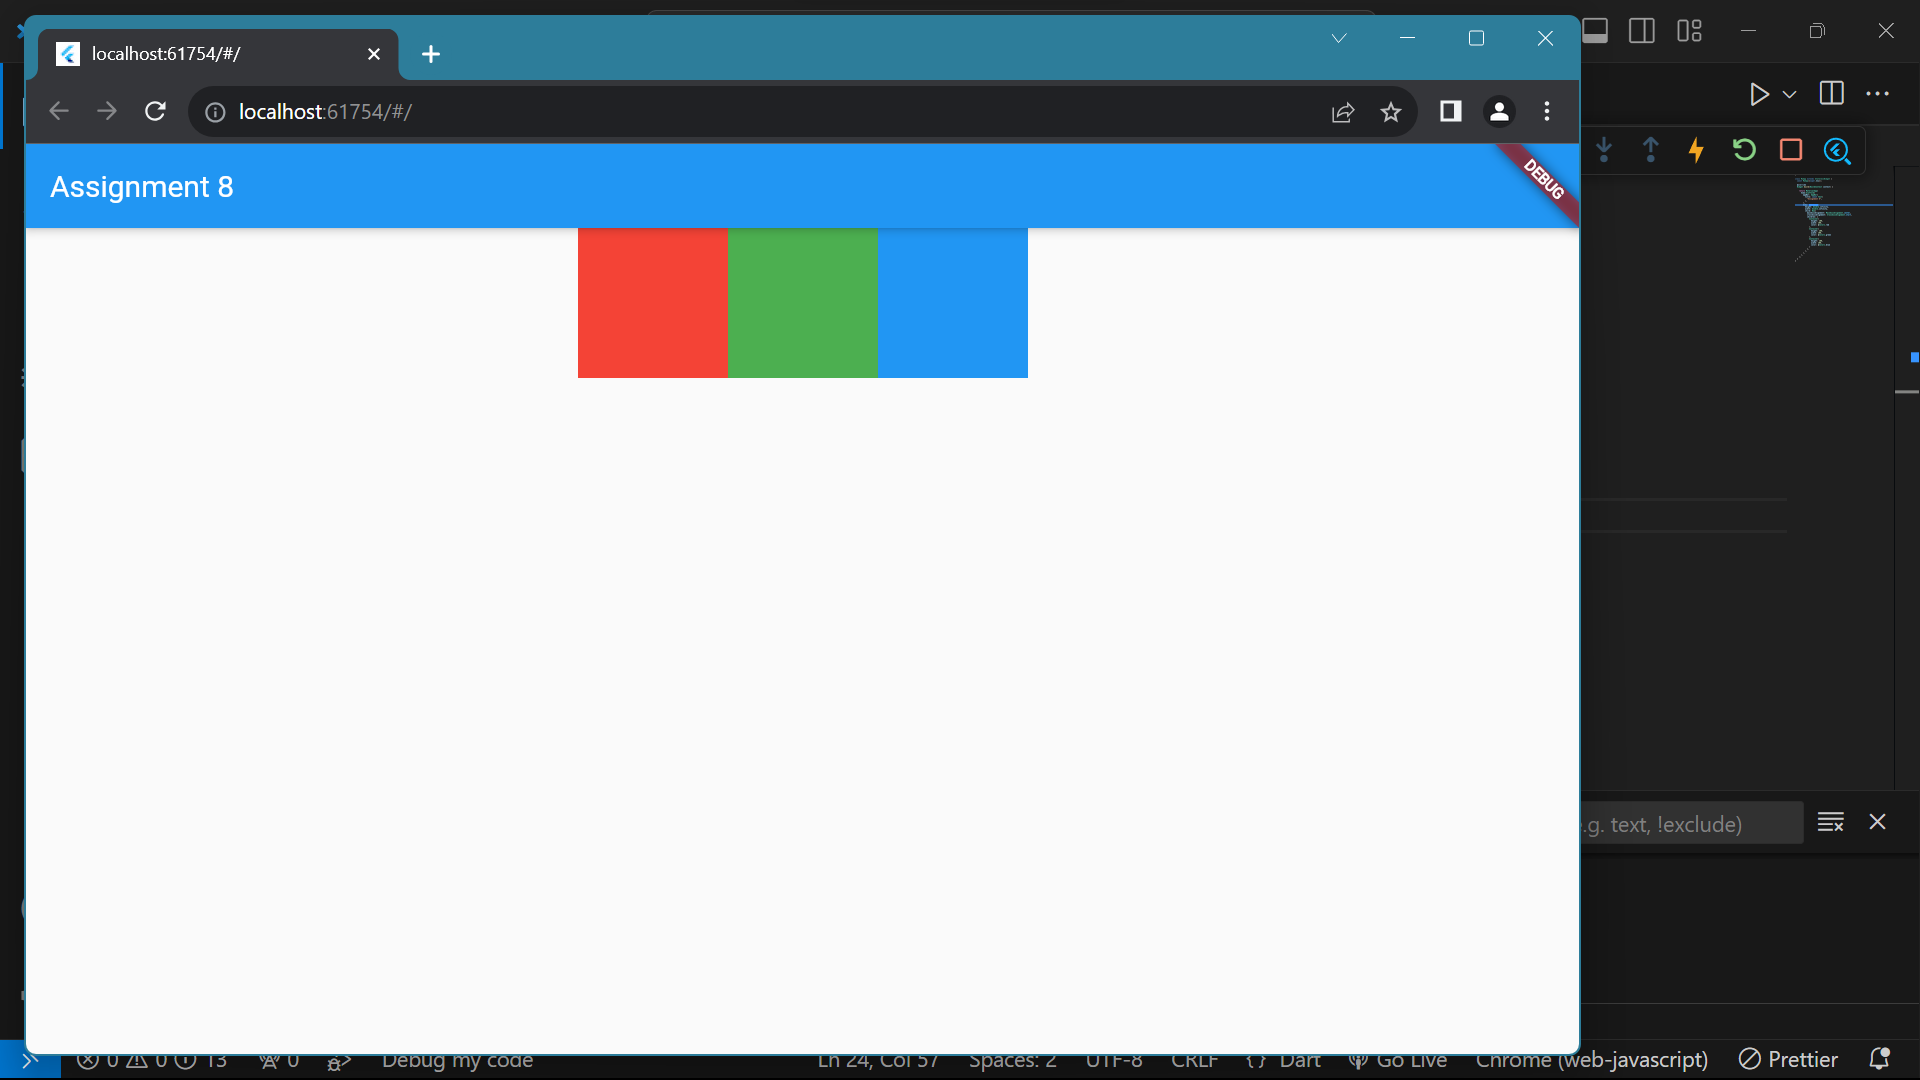 localhost:61754/#/
localhost:61754/#/
Assignment 8
DEBUG
.g. text, !exclude)
0 0 13 0 Debug my code Ln 24, Col 57 Spaces: 2 UTF-8 CRLF {} Dart Go Live Chrome (web-javascript) Prettier